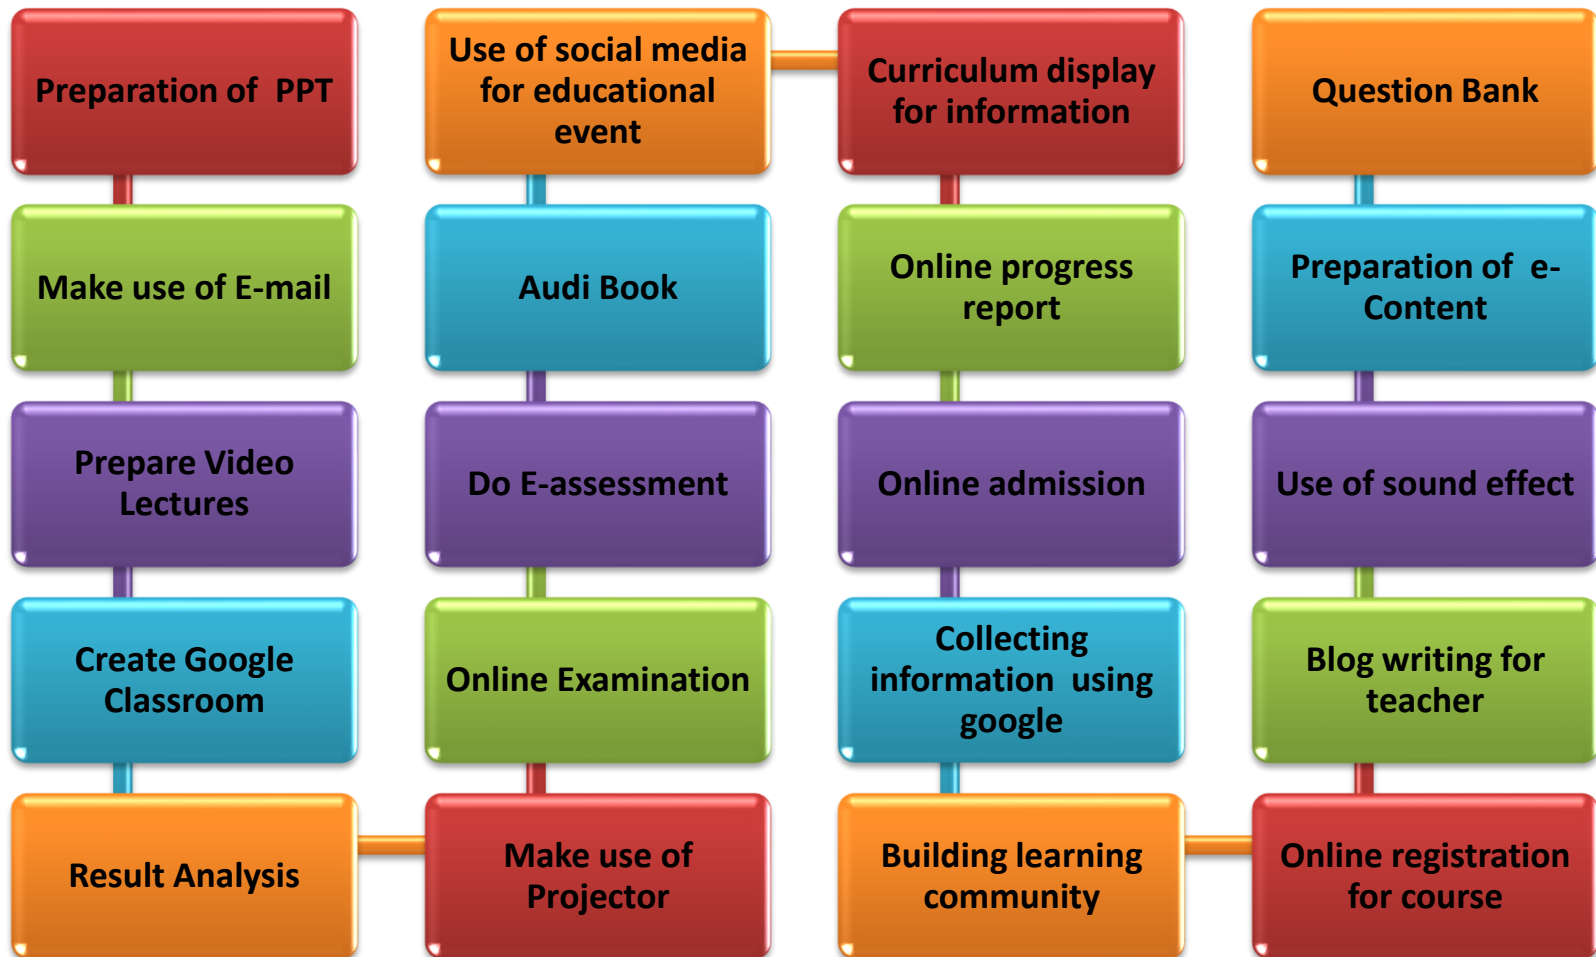 Preparation of PPT
Make use of E-mail
Prepare Video
Lectures
Create Google
Classroom
Result Analysis
Make use of
Projector
Online Examination
Do E-assessment
Audi Book
Use of social media
for educational
event
Curriculum display
for information
Online progress
report
Online admission
Collecting
information using
google
Building learning
community
Online registration
for course
Blog writing for
teacher
Use of sound effect
Preparation of e-
Content
Question Bank